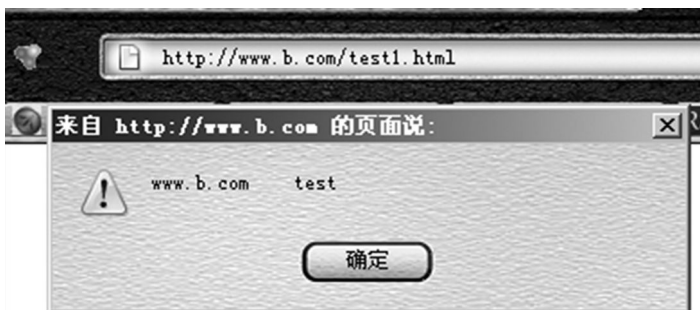 http://www.b.com/test1.html
来自 http://www.b.com 的页面说:
www.b.com test
确定